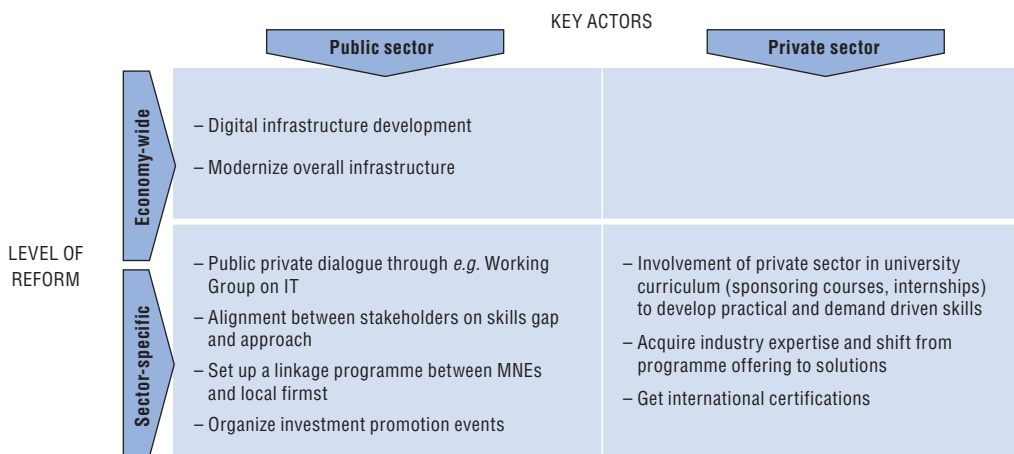 KEY ACTORS
Public sector
Private sector
LEVEL OF
REFORM
Economy-wide
– Digital infrastructure development
– Modernize overall infrastructure
Sector-specific
– Public private dialogue through e.g. Working
Group on IT
– Alignment between stakeholders on skills gap
and approach
– Set up a linkage programme between MNEs
and local firmst
– Organize investment promotion events
– Involvement of private sector in university
curriculum (sponsoring courses, internships)
to develop practical and demand driven skills
– Acquire industry expertise and shift from
programme offering to solutions
– Get international certifications